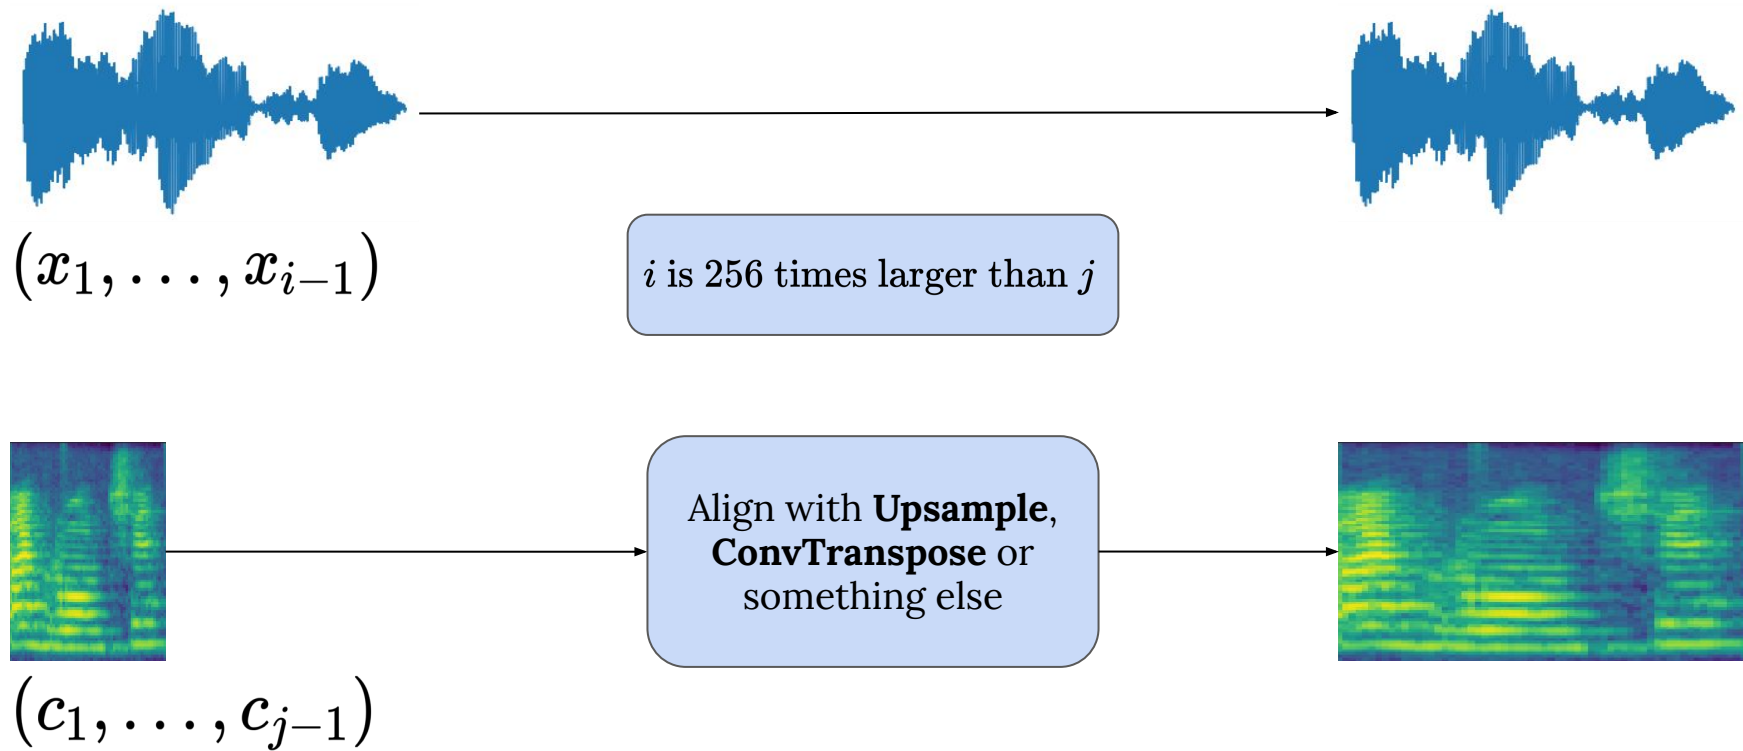 (x₁, . . . , xᵢ₋₁)
i is 256 times larger than j
Align with Upsample,
ConvTranspose or
something else
(c₁, . . . , cⱼ₋₁)